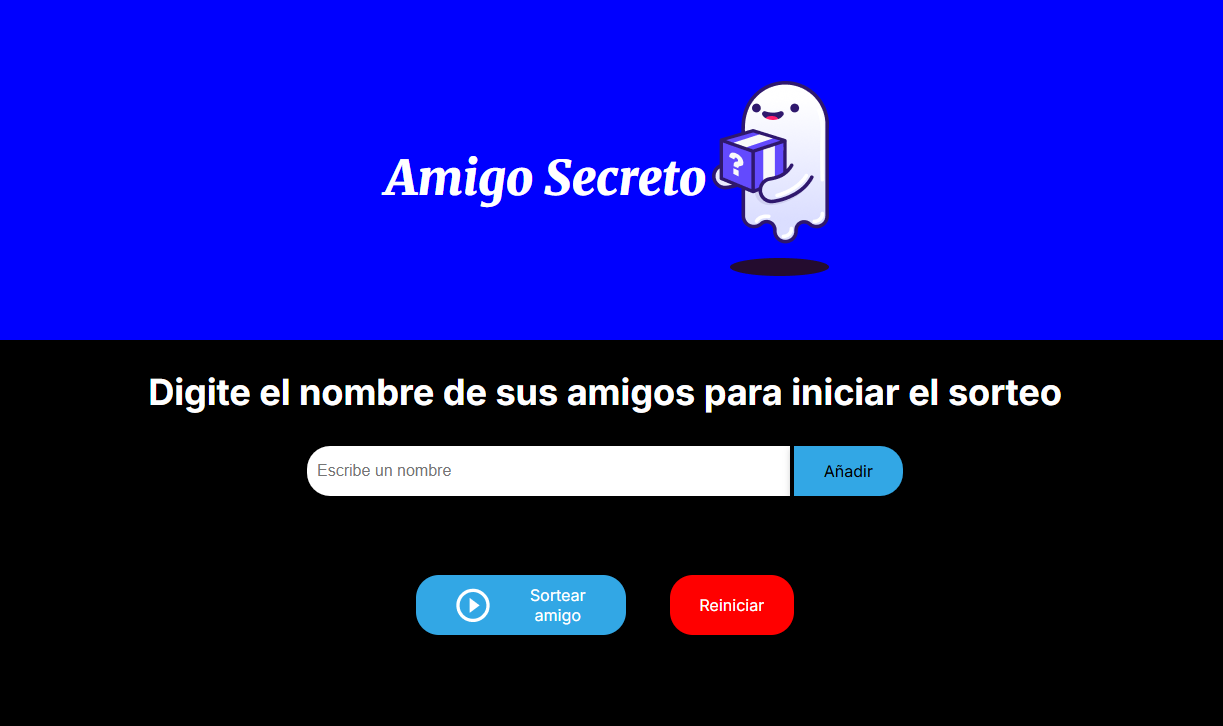 Amigo Secreto
?
Digite el nombre de sus amigos para iniciar el sorteo
Escribe un nombre
Añadir
Sortear
amigo
Reiniciar